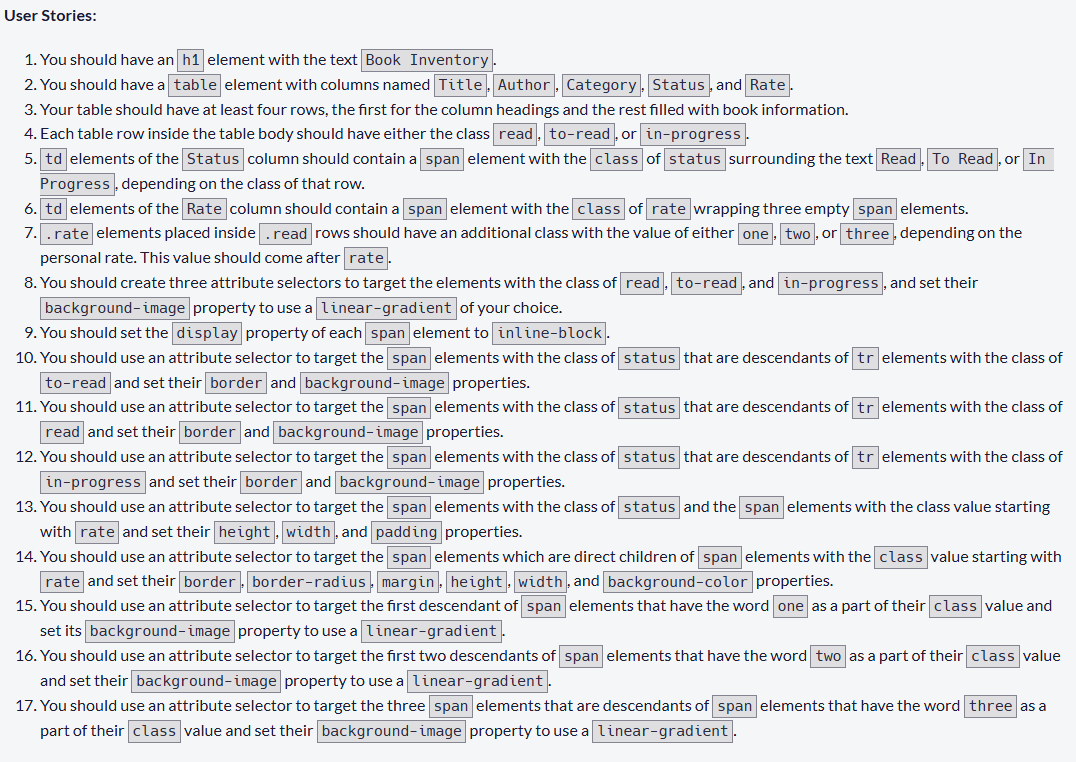 User Stories:
1. You should have an h1 element with the text Book Inventory.
2. You should have a table element with columns named Title, Author, Category, Status, and Rate.
3. Your table should have at least four rows, the first for the column headings and the rest filled with book information.
4. Each table row inside the table body should have either the class read, to-read, or in-progress.
5. td elements of the Status column should contain a span element with the class of status surrounding the text Read, To Read, or In
Progress, depending on the class of that row.
6. td elements of the Rate column should contain a span element with the class of rate wrapping three empty span elements.
7. .rate elements placed inside .read rows should have an additional class with the value of either one, two, or three, depending on the
personal rate. This value should come after rate.
8. You should create three attribute selectors to target the elements with the class of read, to-read, and in-progress, and set their
background-image property to use a linear-gradient of your choice.
9. You should set the display property of each span element to inline-block.
10. You should use an attribute selector to target the span elements with the class of status that are descendants of tr elements with the class of
to-read and set their border and background-image properties.
11. You should use an attribute selector to target the span elements with the class of status that are descendants of tr elements with the class of
read and set their border and background-image properties.
12. You should use an attribute selector to target the span elements with the class of status that are descendants of tr elements with the class of
in-progress and set their border and background-image properties.
13. You should use an attribute selector to target the span elements with the class of status and the span elements with the class value starting
with rate and set their height, width, and padding properties.
14. You should use an attribute selector to target the span elements which are direct children of span elements with the class value starting with
rate and set their border, border-radius, margin, height, width, and background-color properties.
15. You should use an attribute selector to target the first descendant of span elements that have the word one as a part of their class value and
set its background-image property to use a linear-gradient.
16. You should use an attribute selector to target the first two descendants of span elements that have the word two as a part of their class value
and set their background-image property to use a linear-gradient.
17. You should use an attribute selector to target the three span elements that are descendants of span elements that have the word three as a
part of their class value and set their background-image property to use a linear-gradient.